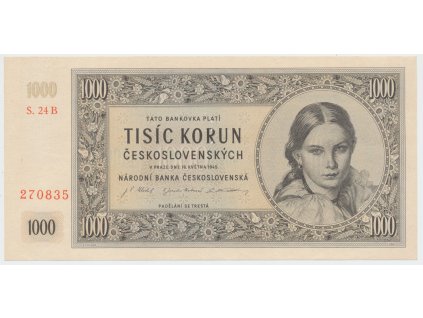 1000
1000
1000
S. 24 B
TATO BANKOVKA PLATÍ
TISÍC KORUN
ČESKOSLOVENSKÝCH
V PRAZE DNE 16. KVĚTNA 1945
NÁRODNÍ BANKA ČESKOSLOVENSKÁ
270835
PADĚLÁNÍ SE TRESTÁ
1000
1000